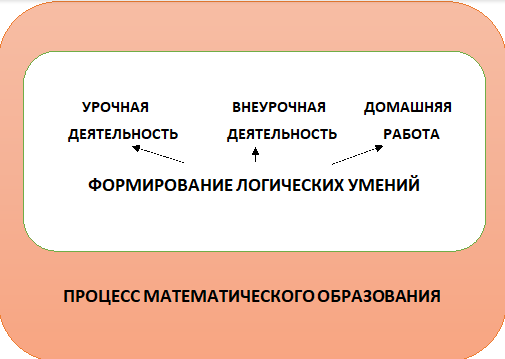 УРОЧНАЯ
ДЕЯТЕЛЬНОСТЬ
ВНЕУРОЧНАЯ
ДЕЯТЕЛЬНОСТЬ
ДОМАШНЯЯ
РАБОТА
ФОРМИРОВАНИЕ ЛОГИЧЕСКИХ УМЕНИЙ
ПРОЦЕСС МАТЕМАТИЧЕСКОГО ОБРАЗОВАНИЯ